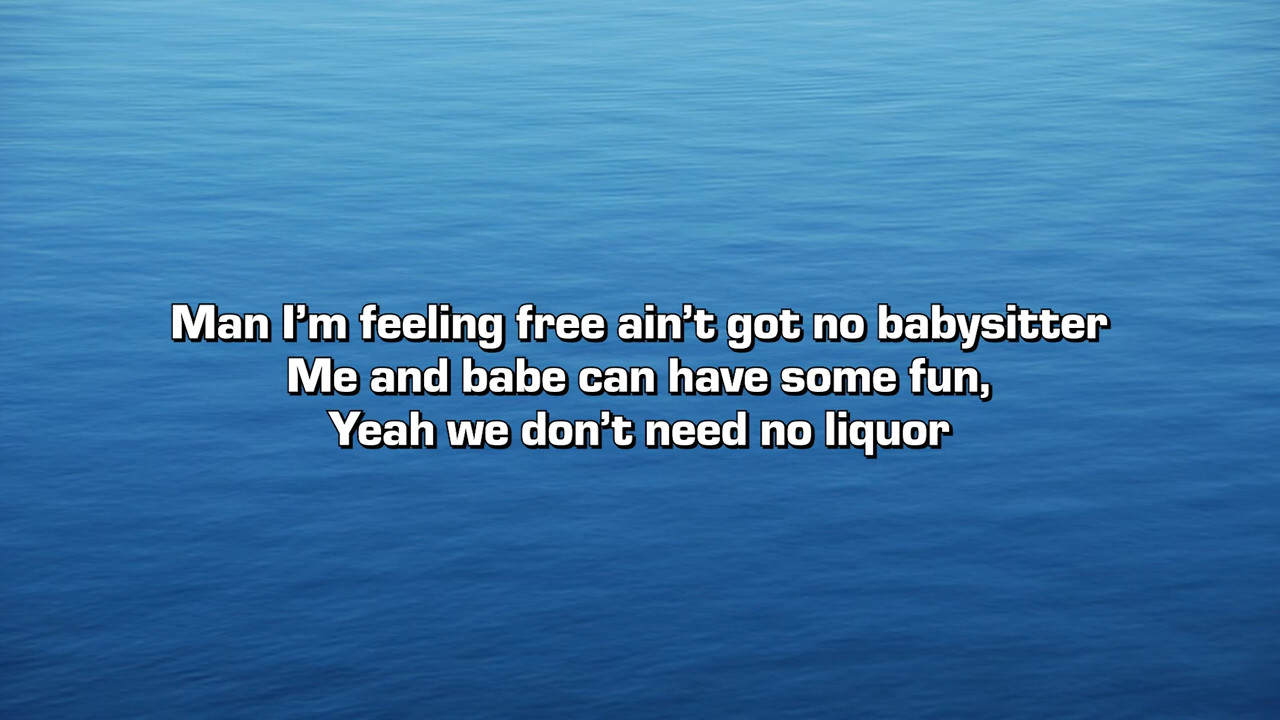 Man I’m feeling free ain’t got no babysitter
Me and babe can have some fun,
Yeah we don’t need no liquor